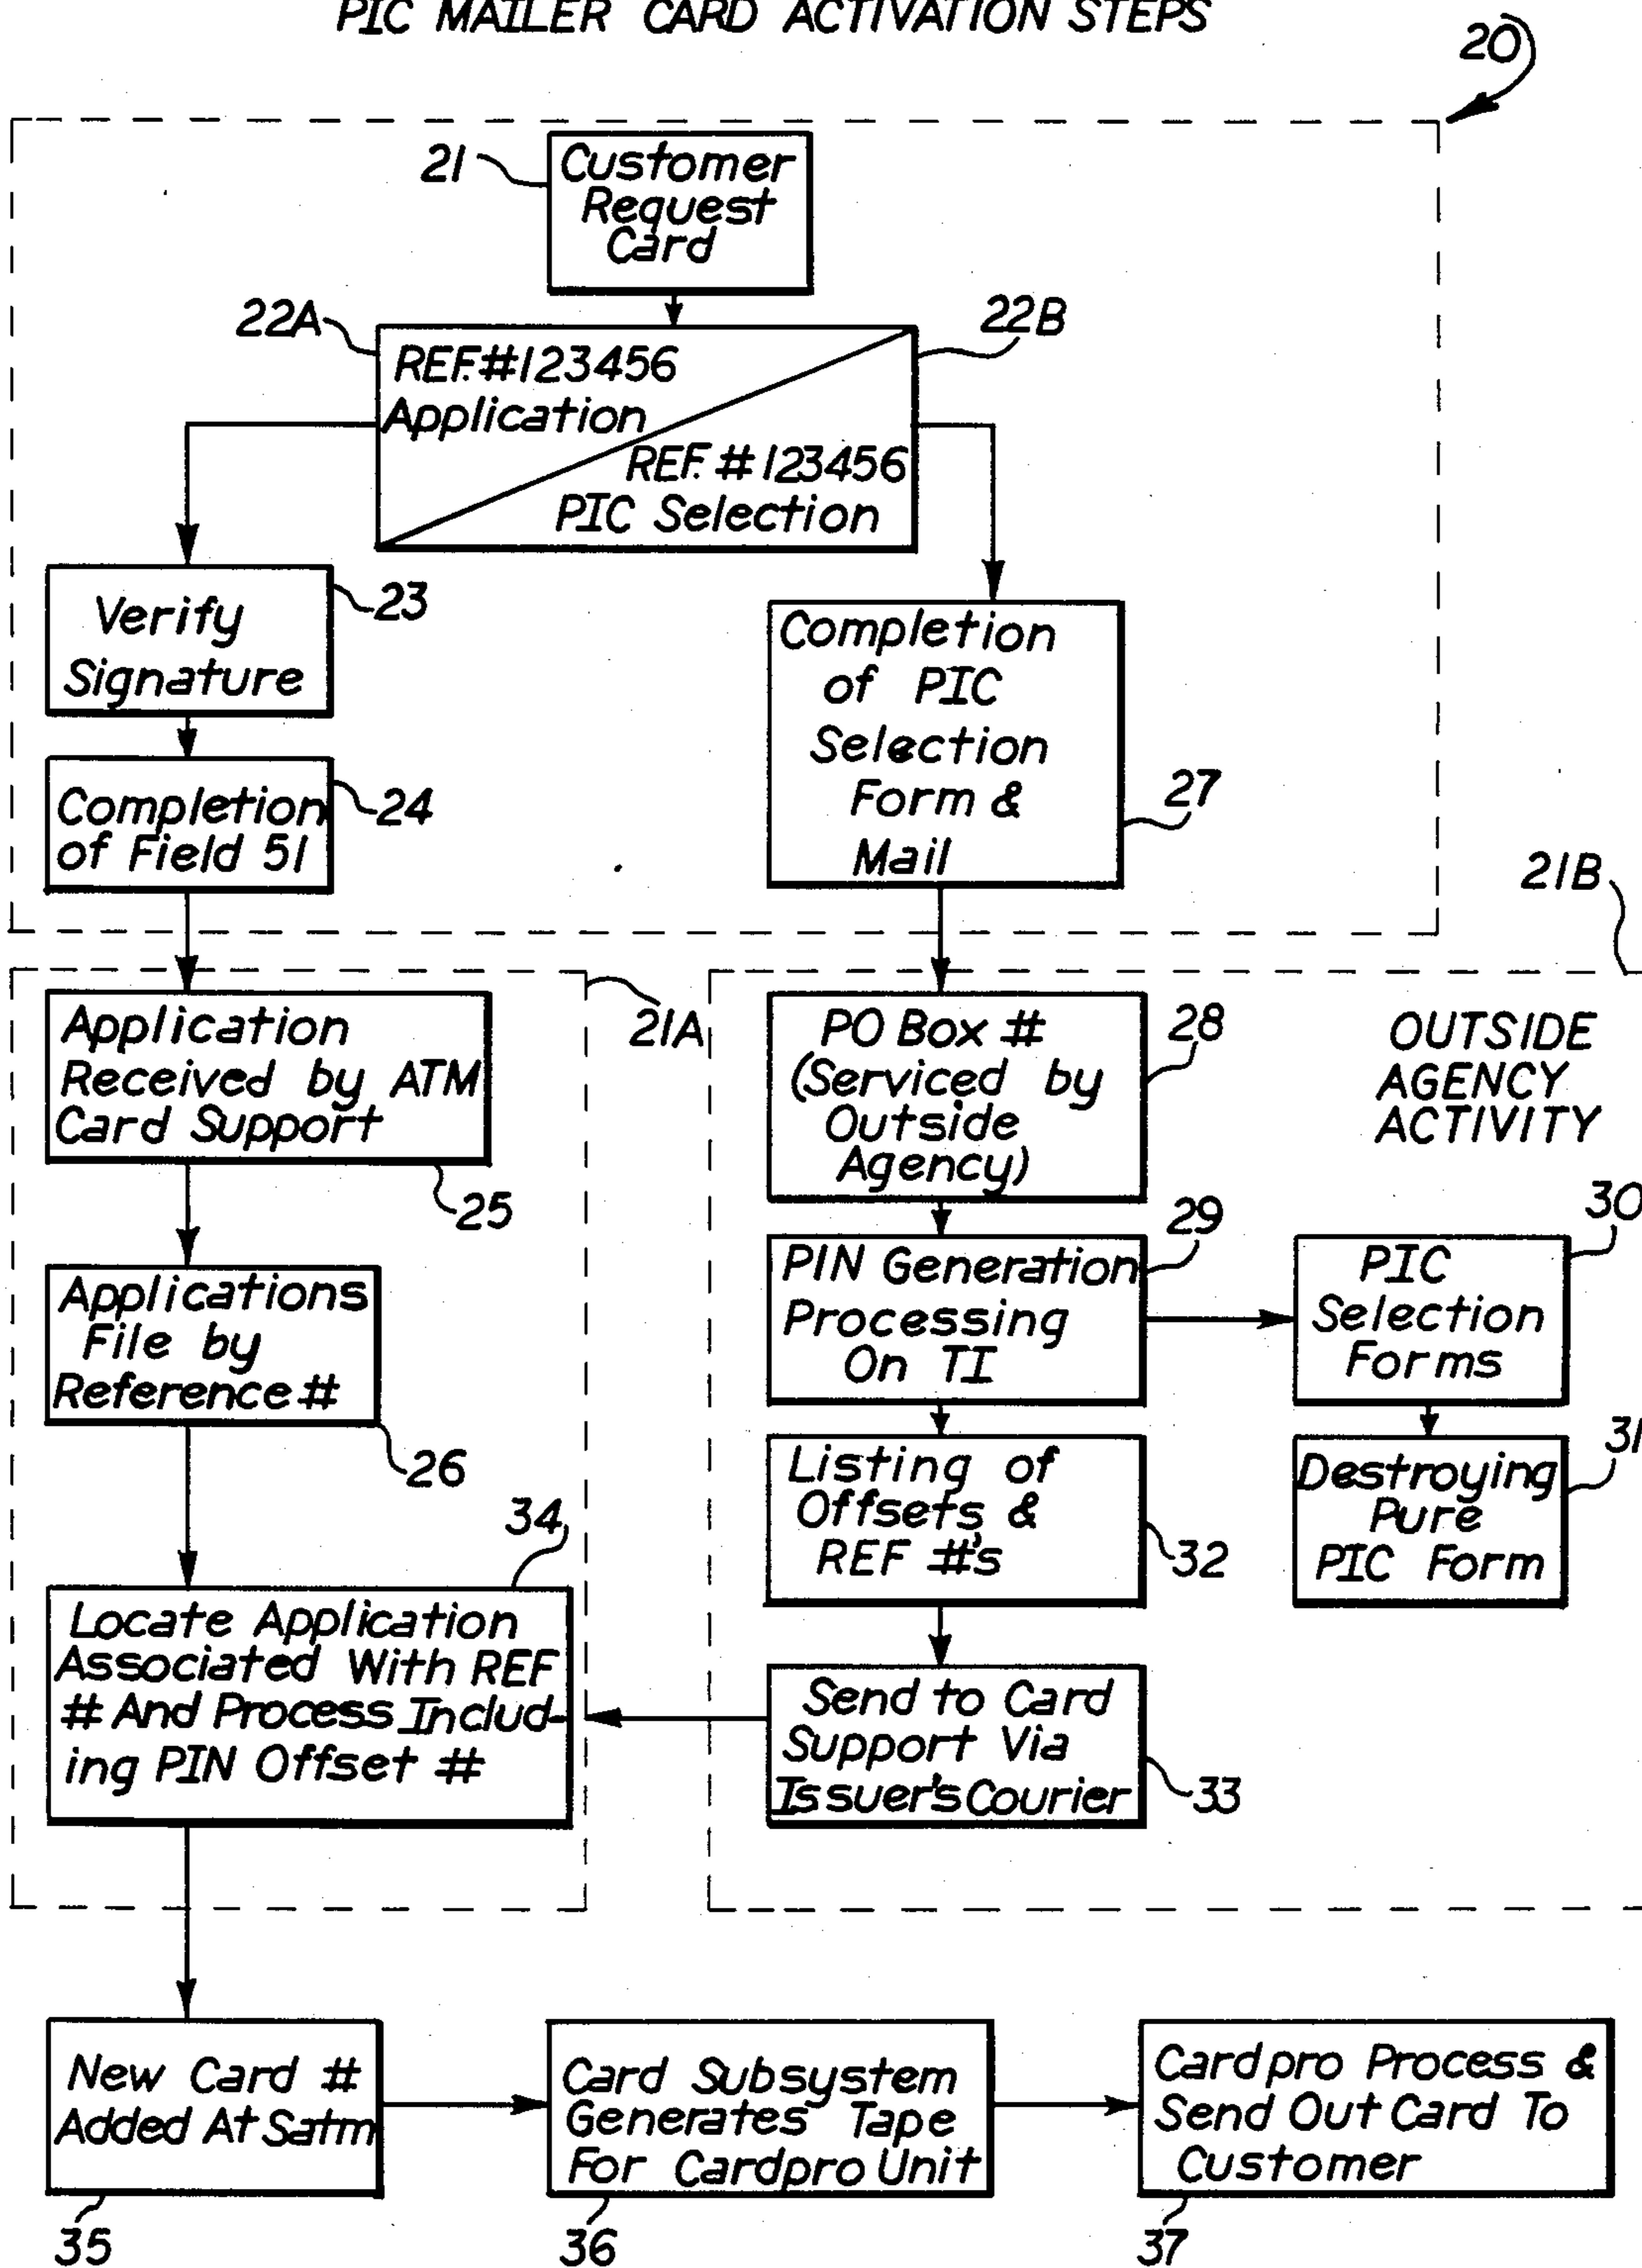 PIC MAILER CARD ACTIVATION STEPS
20
21
Customer
Request
Card
22A
22B
REF.#123456
Application
REF.#123456
PIC Selection
Verify
Signature
23
Completion
of PIC
Selection
Form &
Mail
27
Completion
of Field 51
24
21B
21A
Application
Received by ATM
Card Support
25
PO Box #
(Serviced by
Outside
Agency)
28
OUTSIDE
AGENCY
ACTIVITY
Applications
File by
Reference#
26
PIN Generation
Processing
On TI
29
PIC
Selection
Forms
30
Listing of
Offsets &
REF #'s
32
Destroying
Pure
PIC Form
31
34
Locate Application
Associated With REF
# And Process Includ-
ing PIN Offset #
Send to Card
Support Via
Issuer's Courier
33
New Card #
Added At Satm
35
Card Subsystem
Generates Tape
For Cardpro Unit
36
Cardpro Process &
Send Out Card To
Customer
37